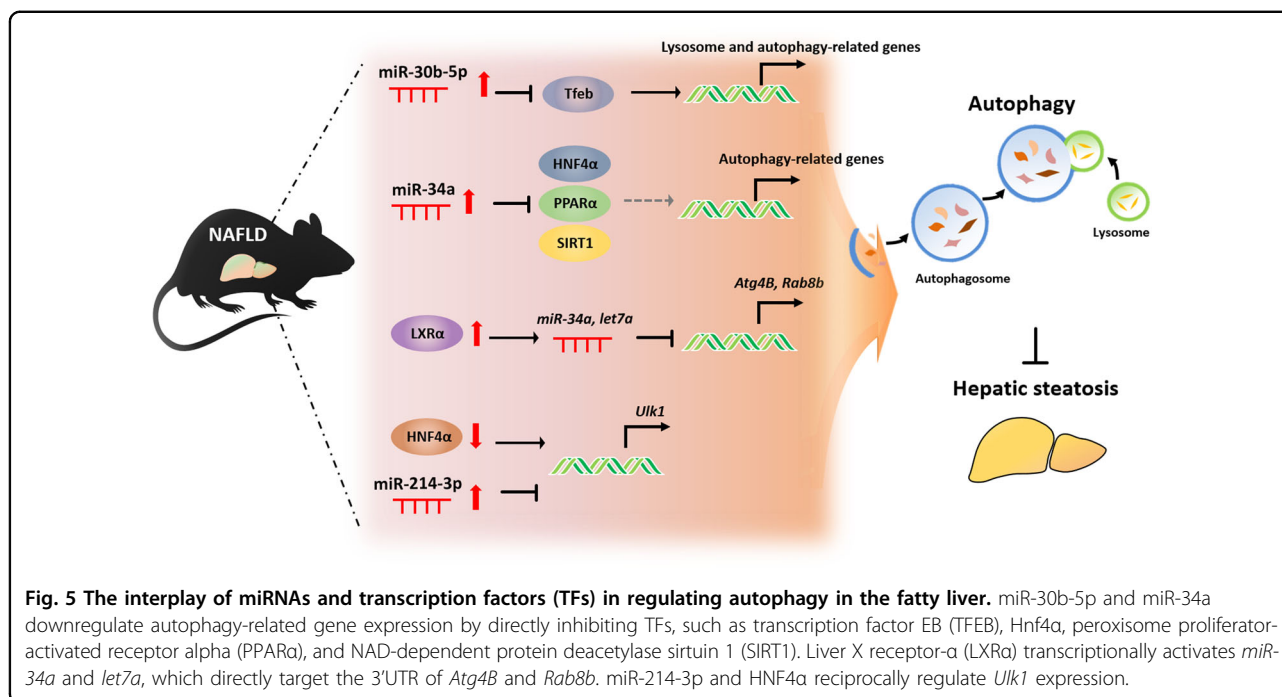 Lysosome and autophagy-related genes
miR-30b-5p
Tfeb
Autophagy
HNF4α
Autophagy-related genes
miR-34a
PPARα
SIRT1
NAFLD
Lysosome
Autophagosome
Atg4B, Rab8b
LXRα
miR-34a, let7a
Hepatic steatosis
Ulk1
HNF4α
miR-214-3p
Fig. 5 The interplay of miRNAs and transcription factors (TFs) in regulating autophagy in the fatty liver. miR-30b-5p and miR-34a
downregulate autophagy-related gene expression by directly inhibiting TFs, such as transcription factor EB (TFEB), Hnf4α, peroxisome proliferator-
activated receptor alpha (PPARα), and NAD-dependent protein deacetylase sirtuin 1 (SIRT1). Liver X receptor-α (LXRα) transcriptionally activates miR-
34a and let7a, which directly target the 3′UTR of Atg4B and Rab8b. miR-214-3p and HNF4α reciprocally regulate Ulk1 expression.